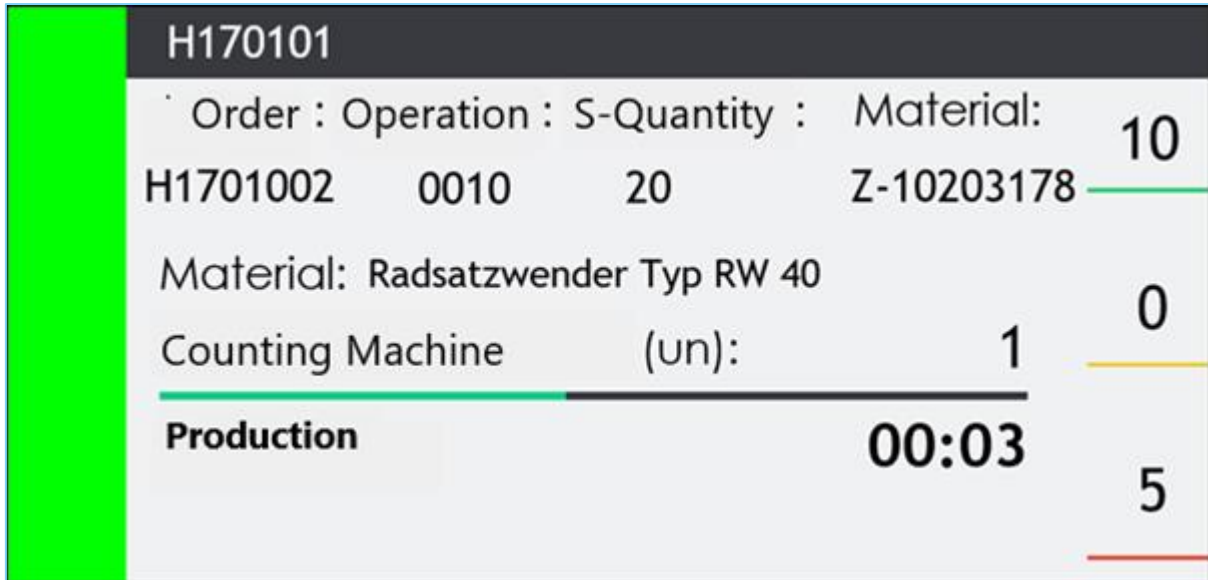 H170101
Order : Operation : S-Quantity : Material:
H1701002 0010 20 Z-10203178
10
Material: Radsatzwender Typ RW 40
0
Counting Machine (un): 1
Production 00:03
5